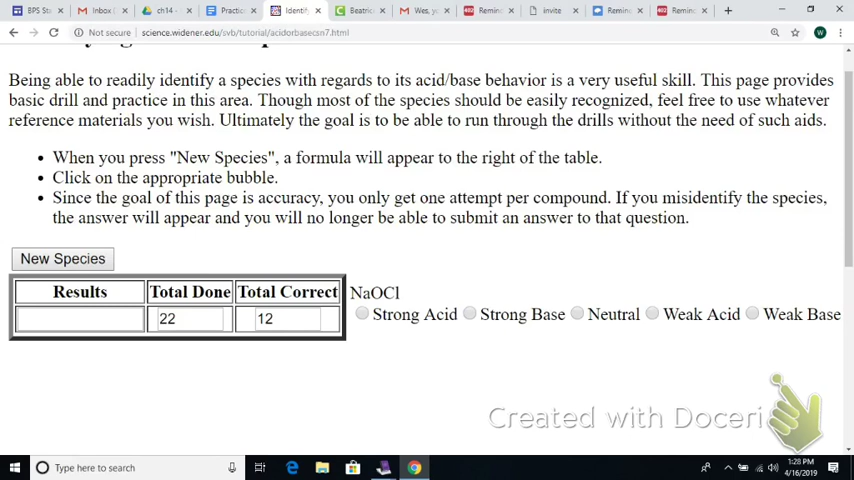 BPS Sta
Inbox (
ch14 -
Practic
Identif
Beatric
Wes, yo
Remin
invite
Remin
Remin
Not secure | science.widener.edu/svb/tutorial/acidorbasecsn7.html
W
Being able to readily identify a species with regards to its acid/base behavior is a very useful skill. This page provides
basic drill and practice in this area. Though most of the species should be easily recognized, feel free to use whatever
reference materials you wish. Ultimately the goal is to be able to run through the drills without the need of such aids.
• When you press "New Species", a formula will appear to the right of the table.
• Click on the appropriate bubble.
• Since the goal of this page is accuracy, you only get one attempt per compound. If you misidentify the species,
the answer will appear and you will no longer be able to submit an answer to that question.
New Species
Results Total Done Total Correct NaOCl
22 12 Strong Acid Strong Base Neutral Weak Acid Weak Base
Created with Doceri
Type here to search
1:28 PM
4/16/2019